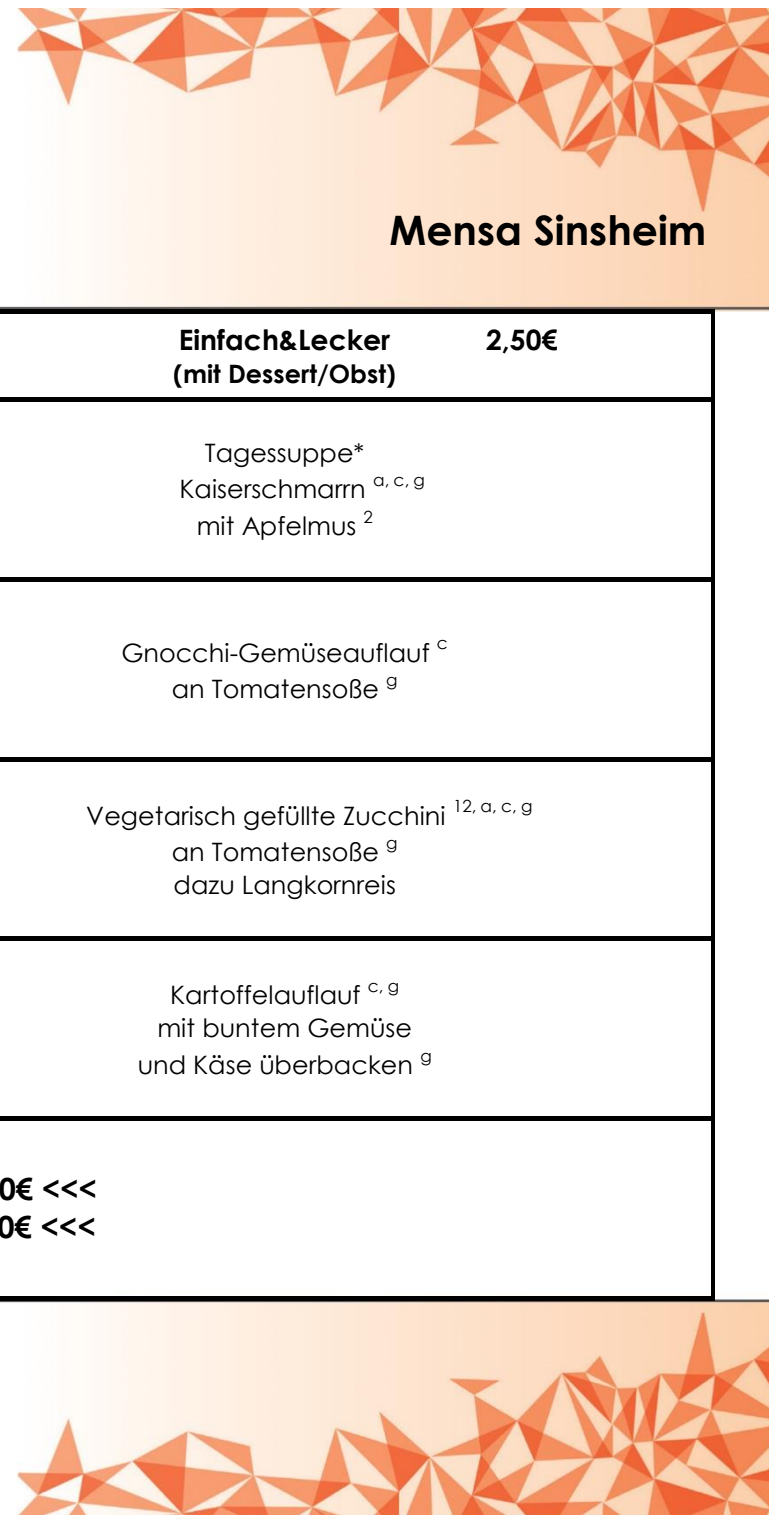 Mensa Sinsheim
Einfach&Lecker 2,50€
(mit Dessert/Obst)
Tagessuppe*
Kaiserschmarrn a, c, g
mit Apfelmus 2
Gnocchi-Gemüseauflauf c
an Tomatensoße g
Vegetarisch gefüllte Zucchini 12, a, c, g
an Tomatensoße g
dazu Langkornreis
Kartoffelauflauf c, g
mit buntem Gemüse
und Käse überbacken g
0€ <<<
0€ <<<